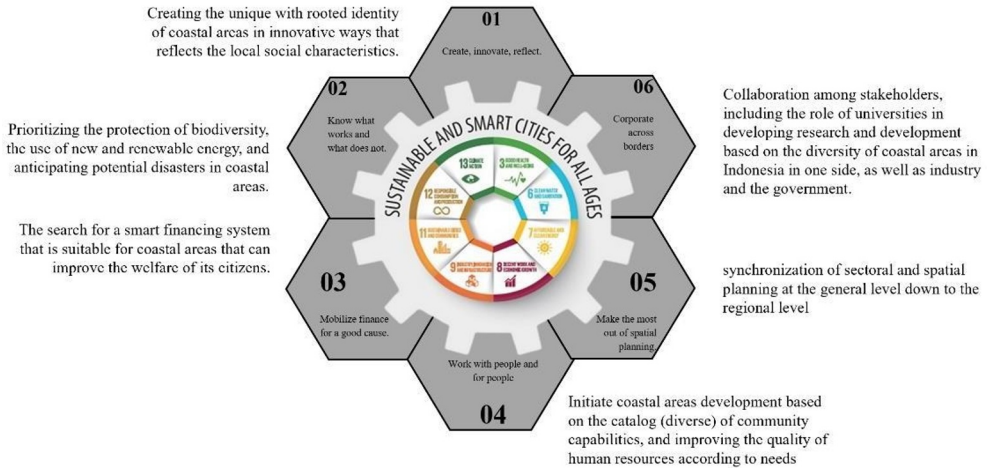 Creating the unique with rooted identity
of coastal areas in innovative ways that
reflects the local social characteristics.
01
Create, innovate, reflect.
02
Know what
works and
what does not.
Prioritizing the protection of biodiversity,
the use of new and renewable energy, and
anticipating potential disasters in coastal
areas.
06
Corporate
across
borders
Collaboration among stakeholders,
including the role of universities in
developing research and development
based on the diversity of coastal areas in
Indonesia in one side, as well as industry
and the government.
SUSTAINABLE AND SMART CITIES FOR ALL AGES
13 CLIMATE
ACTION
3 GOOD HEALTH
AND WELL-BEING
12 RESPONSIBLE
CONSUMPTION
AND PRODUCTION
6 CLEAN WATER
AND SANITATION
11 SUSTAINABLE CITIES
AND COMMUNITIES
7
9
AND INFRASTRUCTURE
8 DECENT WORK AND
ECONOMIC GROWTH
The search for a smart financing system
that is suitable for coastal areas that can
improve the welfare of its citizens.
03
Mobilize finance
for a good cause.
05
Make the most
out of spatial
planning.
synchronization of sectoral and spatial
planning at the general level down to the
regional level
Work with people and
for people
04
Initiate coastal areas development based
on the catalog (diverse) of community
capabilities, and improving the quality of
human resources according to needs